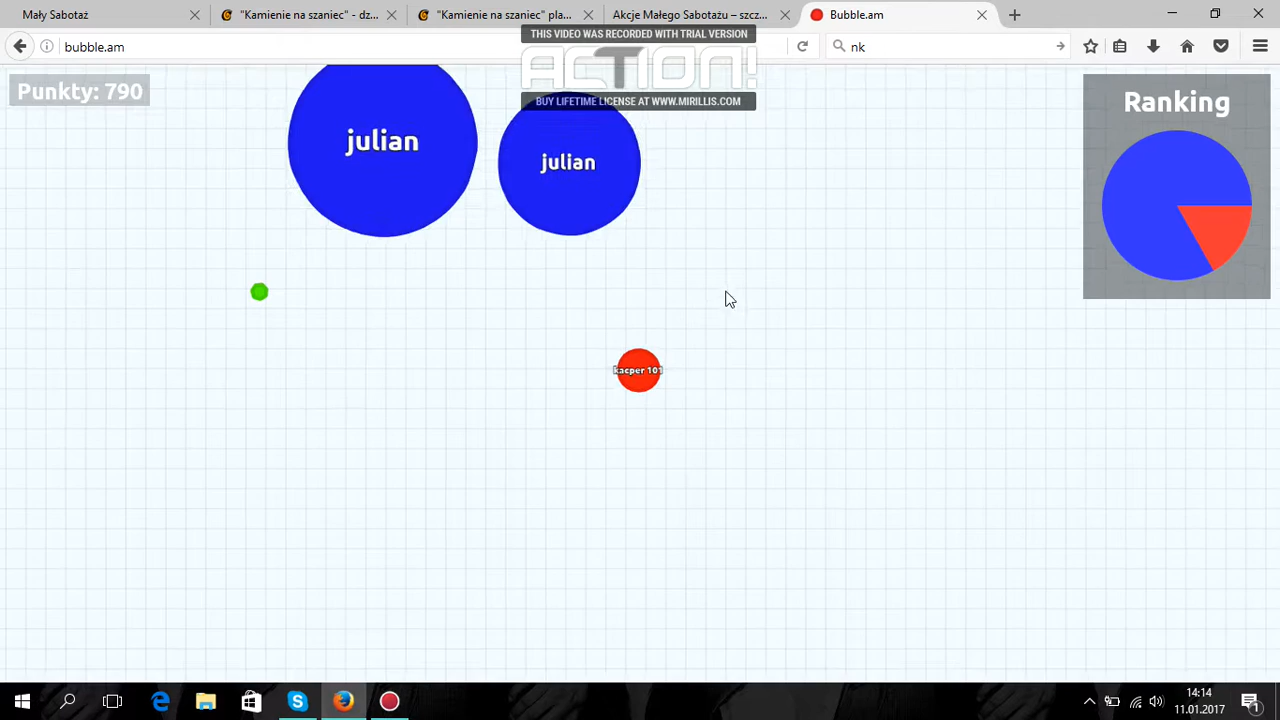 Mały Sabotaż
"Kamienie na szaniec" - dz...
"Kamienie na szaniec" pla...
Akcje Małego Sabotażu – szcz...
Bubble.am
bubble.am
nk
THIS VIDEO WAS RECORDED WITH TRIAL VERSION
ACTION!
BUY LIFETIME LICENSE AT WWW.MIRILLIS.COM
Punkty: 790
Ranking
julian
julian
kacper 101
14:14
11.01.2017
1